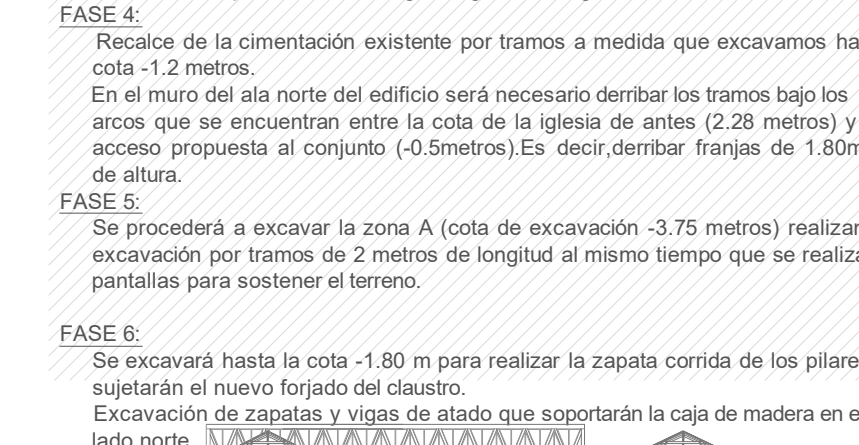 FASE 4:
Recalce de la cimentación existente por tramos a medida que excavamos ha
cota -1.2 metros.
En el muro del ala norte del edificio será necesario derribar los tramos bajo los
arcos que se encuentran entre la cota de la iglesia de antes (2.28 metros) y
acceso propuesta al conjunto (-0.5metros).Es decir,derribar franjas de 1.80m
de altura.
FASE 5:
Se procederá a excavar la zona A (cota de excavación -3.75 metros) realizar
excavación por tramos de 2 metros de longitud al mismo tiempo que se realiza
pantallas para sostener el terreno.
FASE 6:
Se excavará hasta la cota -1.80 m para realizar la zapata corrida de los pilare
sujetarán el nuevo forjado del claustro.
Excavación de zapatas y vigas de atado que soportarán la caja de madera en e
lado norte